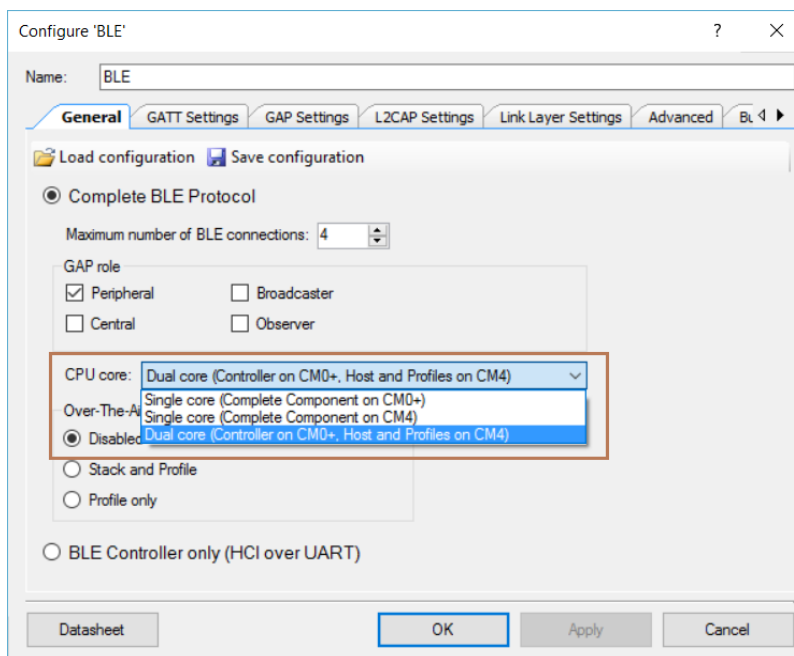 Configure 'BLE' ?
Name: BLE
General GATT Settings GAP Settings L2CAP Settings Link Layer Settings Advanced
Load configuration Save configuration
Complete BLE Protocol
Maximum number of BLE connections: 4
GAP role
Peripheral Broadcaster
Central Observer
CPU core: Dual core (Controller on CM0+, Host and Profiles on CM4)
Single core (Complete Component on CM0+)
Over-The-Ai
Single core (Complete Component on CM4)
Disabled Dual core (Controller on CM0+, Host and Profiles on CM4)
Stack and Profile
Profile only
BLE Controller only (HCI over UART)
Datasheet OK Apply Cancel